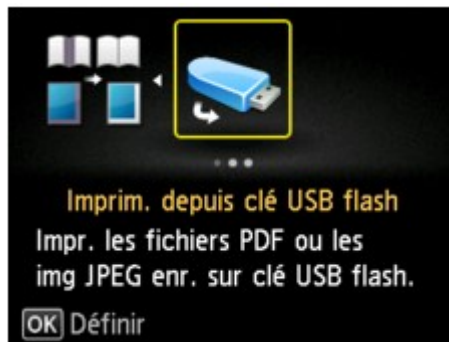 Imprim. depuis clé USB flash
Impr. les fichiers PDF ou les
img JPEG enr. sur clé USB flash.
OK Définir